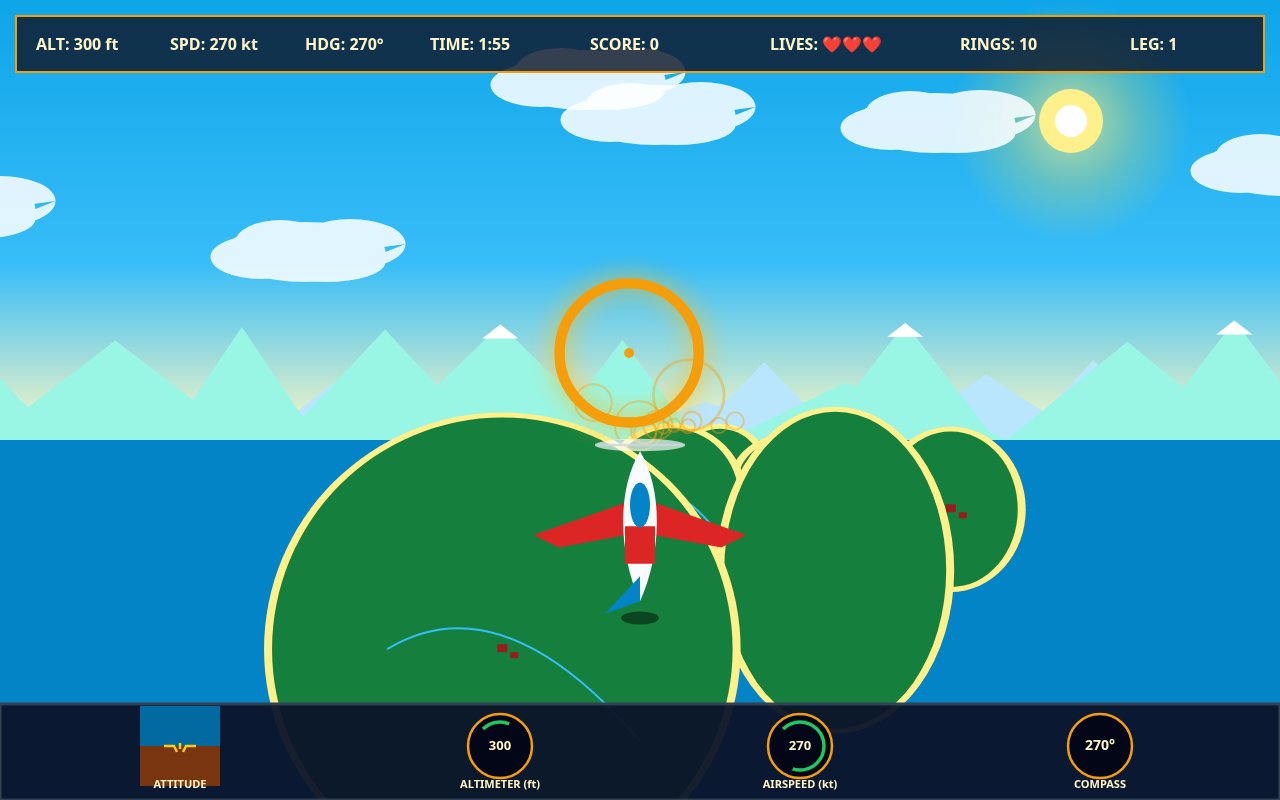 ALT: 300 ft SPD: 270 kt HDG: 270° TIME: 1:55 SCORE: 0 LIVES: ❤️❤️❤️ RINGS: 10 LEG: 1
300 270 270°
ATTITUDE ALTIMETER (ft) AIRSPEED (kt) COMPASS